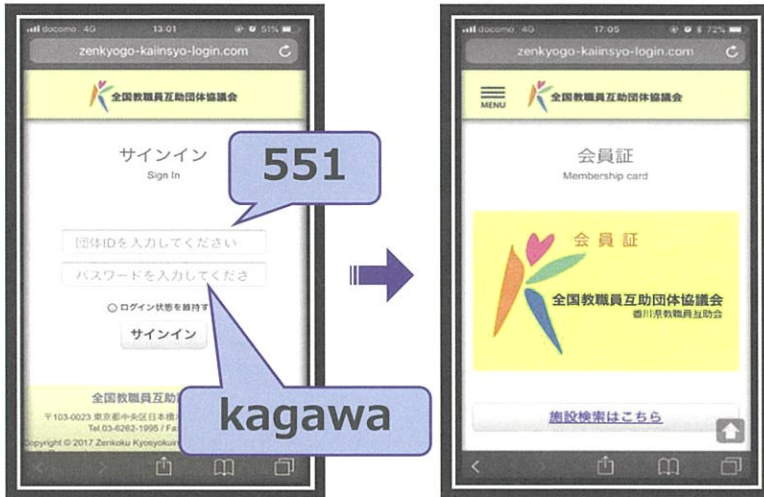 docomo 4G 13:01 51%
zenkyogo-kaiinsyo-login.com
全国教職員互助団体協議会
サインイン
Sign In
551
団体IDを入力してください
パスワードを入力してくださ
ログイン状態を維持す
サインイン
kagawa
全国教職員互助
〒103-0023 東京都中央区日本橋
Tel.03-6262-1995 / Fa
Copyright © 2017 Zenkoku Kyosyokuin
docomo 4G 17:05 72%
zenkyogo-kaiinsyo-login.com
MENU
全国教職員互助団体協議会
会員証
Membership card
会員証
全国教職員互助団体協議会
香川県教職員互助会
施設検索はこちら